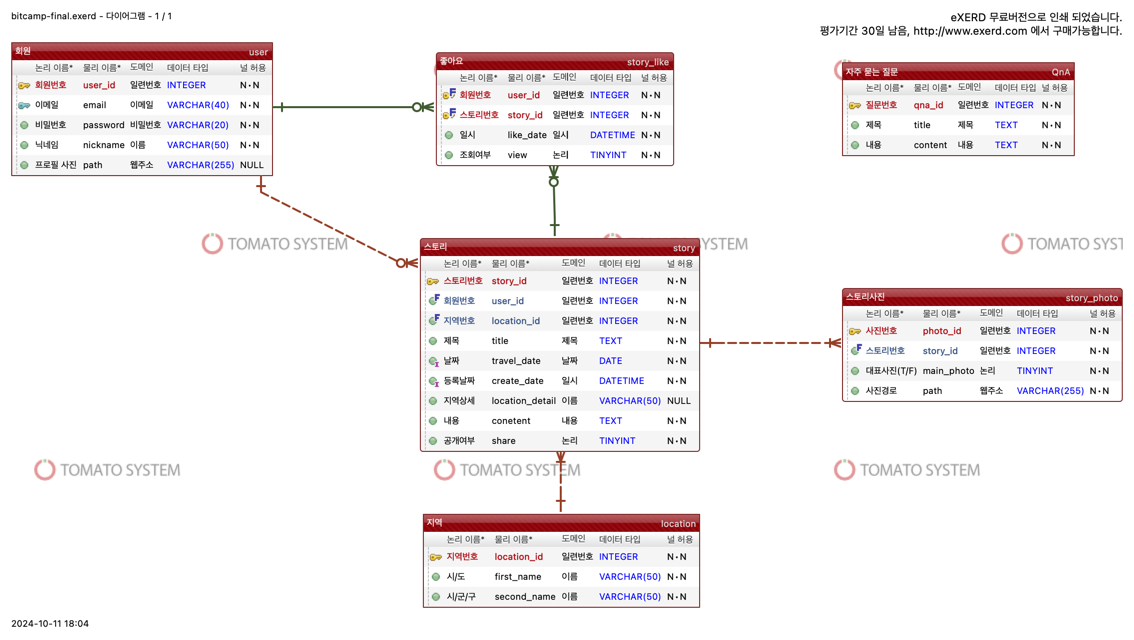 bitcamp-final.exerd - 다이어그램 - 1 / 1
eXERD 무료버전으로 인쇄 되었습니다.
평가기간 30일 남음, http://www.exerd.com 에서 구매가능합니다.
회원 user
논리 이름* 물리 이름* 도메인 데이터 타입 널 허용
회원번호 user_id 일련번호 INTEGER N•N
이메일 email 이메일 VARCHAR(40) N•N
비밀번호 password 비밀번호 VARCHAR(20) N•N
닉네임 nickname 이름 VARCHAR(50) N•N
프로필 사진 path 웹주소 VARCHAR(255) NULL
좋아요 story_like
논리 이름* 물리 이름* 도메인 데이터 타입 널 허용
F 회원번호 user_id 일련번호 INTEGER N•N
F 스토리번호 story_id 일련번호 INTEGER N•N
일시 like_date 일시 DATETIME N•N
조회여부 view 논리 TINYINT N•N
자주 묻는 질문 QnA
논리 이름* 물리 이름* 도메인 데이터 타입 널 허용
질문번호 qna_id 일련번호 INTEGER N•N
제목 title 제목 TEXT N•N
내용 content 내용 TEXT N•N
TOMATO SYSTEM
YSTEM
TOMATO SYST
스토리 story
논리 이름* 물리 이름* 도메인 데이터 타입 널 허용
스토리번호 story_id 일련번호 INTEGER N•N
F 회원번호 user_id 일련번호 INTEGER N•N
F 지역번호 location_id 일련번호 INTEGER N•N
제목 title 제목 TEXT N•N
I 날짜 travel_date 날짜 DATE N•N
I 등록날짜 create_date 일시 DATETIME N•N
지역상세 location_detail 이름 VARCHAR(50) NULL
내용 conetent 내용 TEXT N•N
공개여부 share 논리 TINYINT N•N
스토리사진 story_photo
논리 이름* 물리 이름* 도메인 데이터 타입 널 허용
사진번호 photo_id 일련번호 INTEGER N•N
F 스토리번호 story_id 일련번호 INTEGER N•N
대표사진(T/F) main_photo 논리 TINYINT N•N
사진경로 path 웹주소 VARCHAR(255) N•N
TOMATO SYSTEM
TOMATO SYSTEM
TOMATO SYSTEM
지역 location
논리 이름* 물리 이름* 도메인 데이터 타입 널 허용
지역번호 location_id 일련번호 INTEGER N•N
시/도 first_name 이름 VARCHAR(50) N•N
시/군/구 second_name 이름 VARCHAR(50) N•N
2024-10-11 18:04